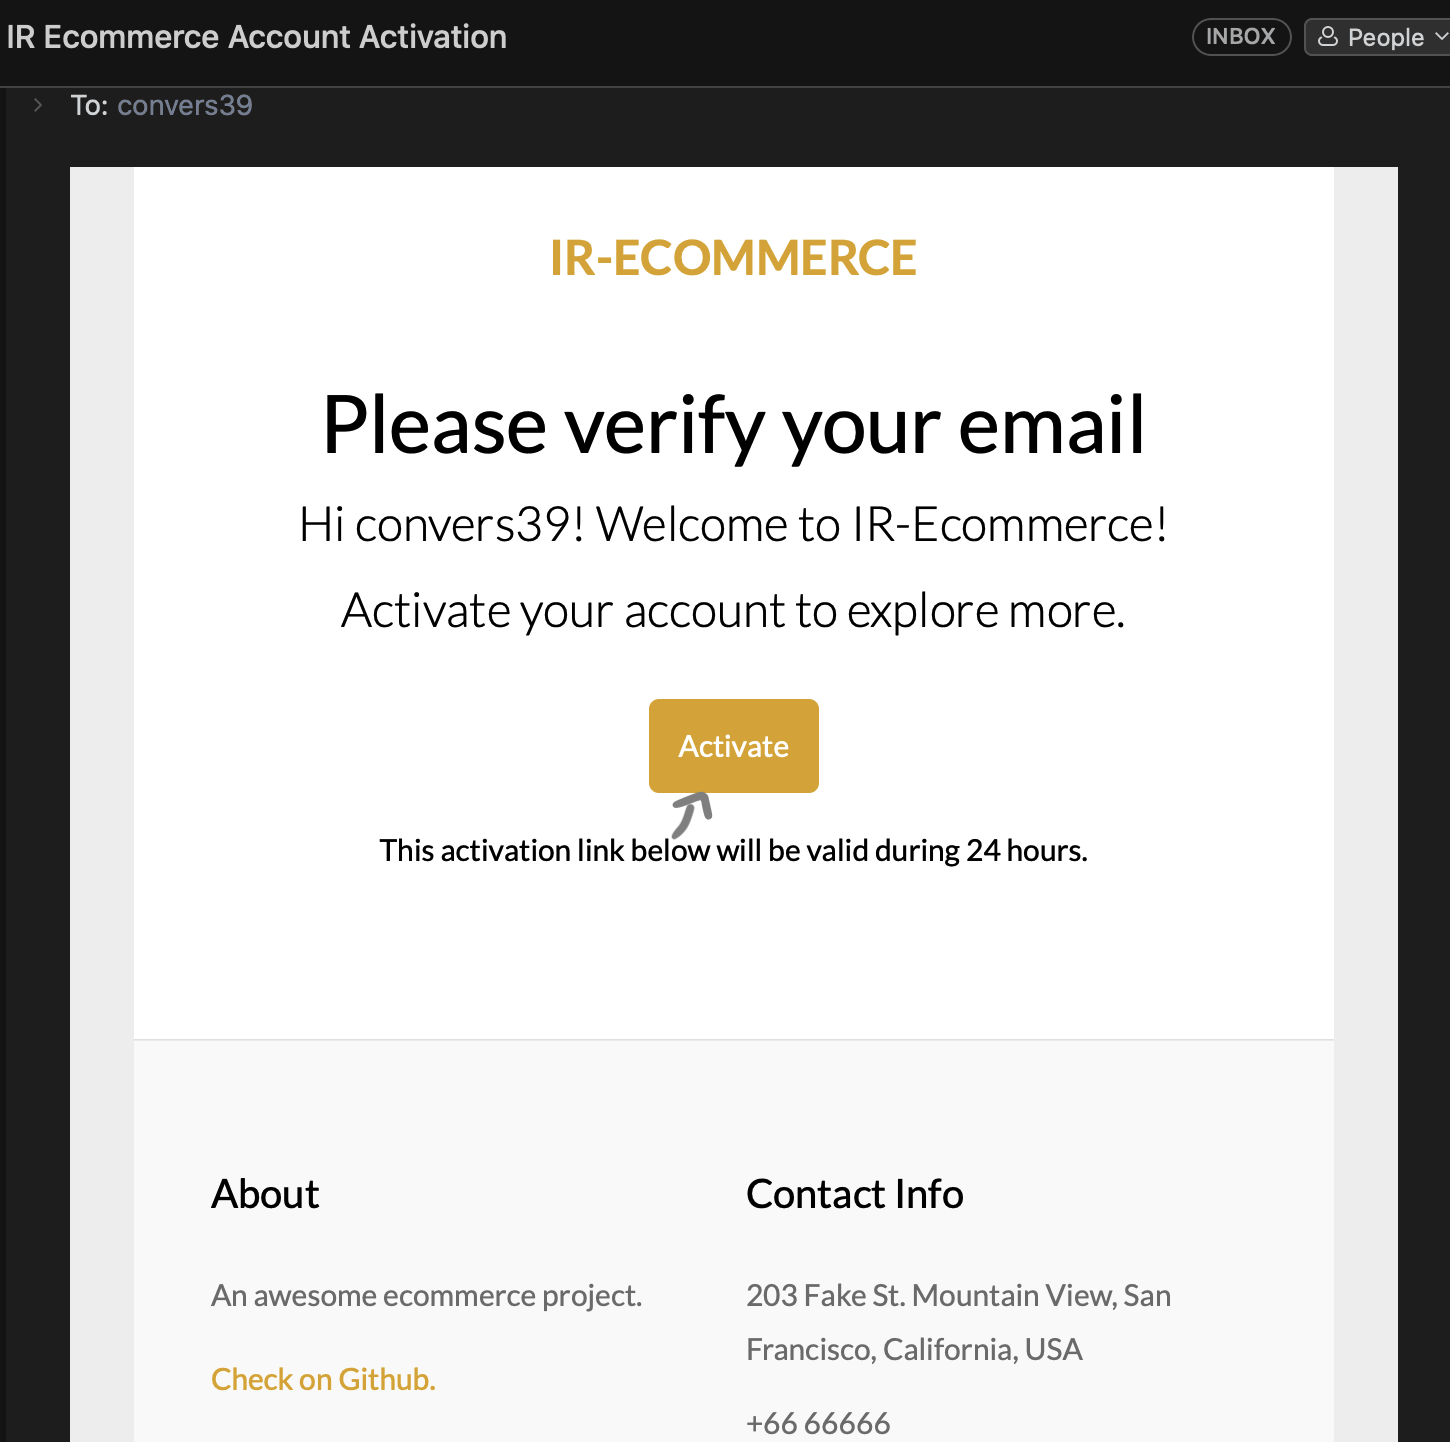 IR Ecommerce Account Activation
INBOX
People
To: convers39
IR-ECOMMERCE
Please verify your email
Hi convers39! Welcome to IR-Ecommerce!
Activate your account to explore more.
Activate
This activation link below will be valid during 24 hours.
About
An awesome ecommerce project.
Check on Github.
Contact Info
203 Fake St. Mountain View, San
Francisco, California, USA
+66 66666